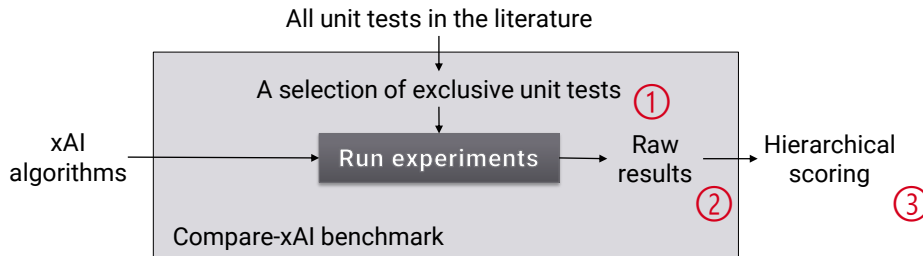 All unit tests in the literature
A selection of exclusive unit tests
①
xAI
algorithms
Run experiments
Raw
results
②
Hierarchical
scoring
③
Compare-xAI benchmark